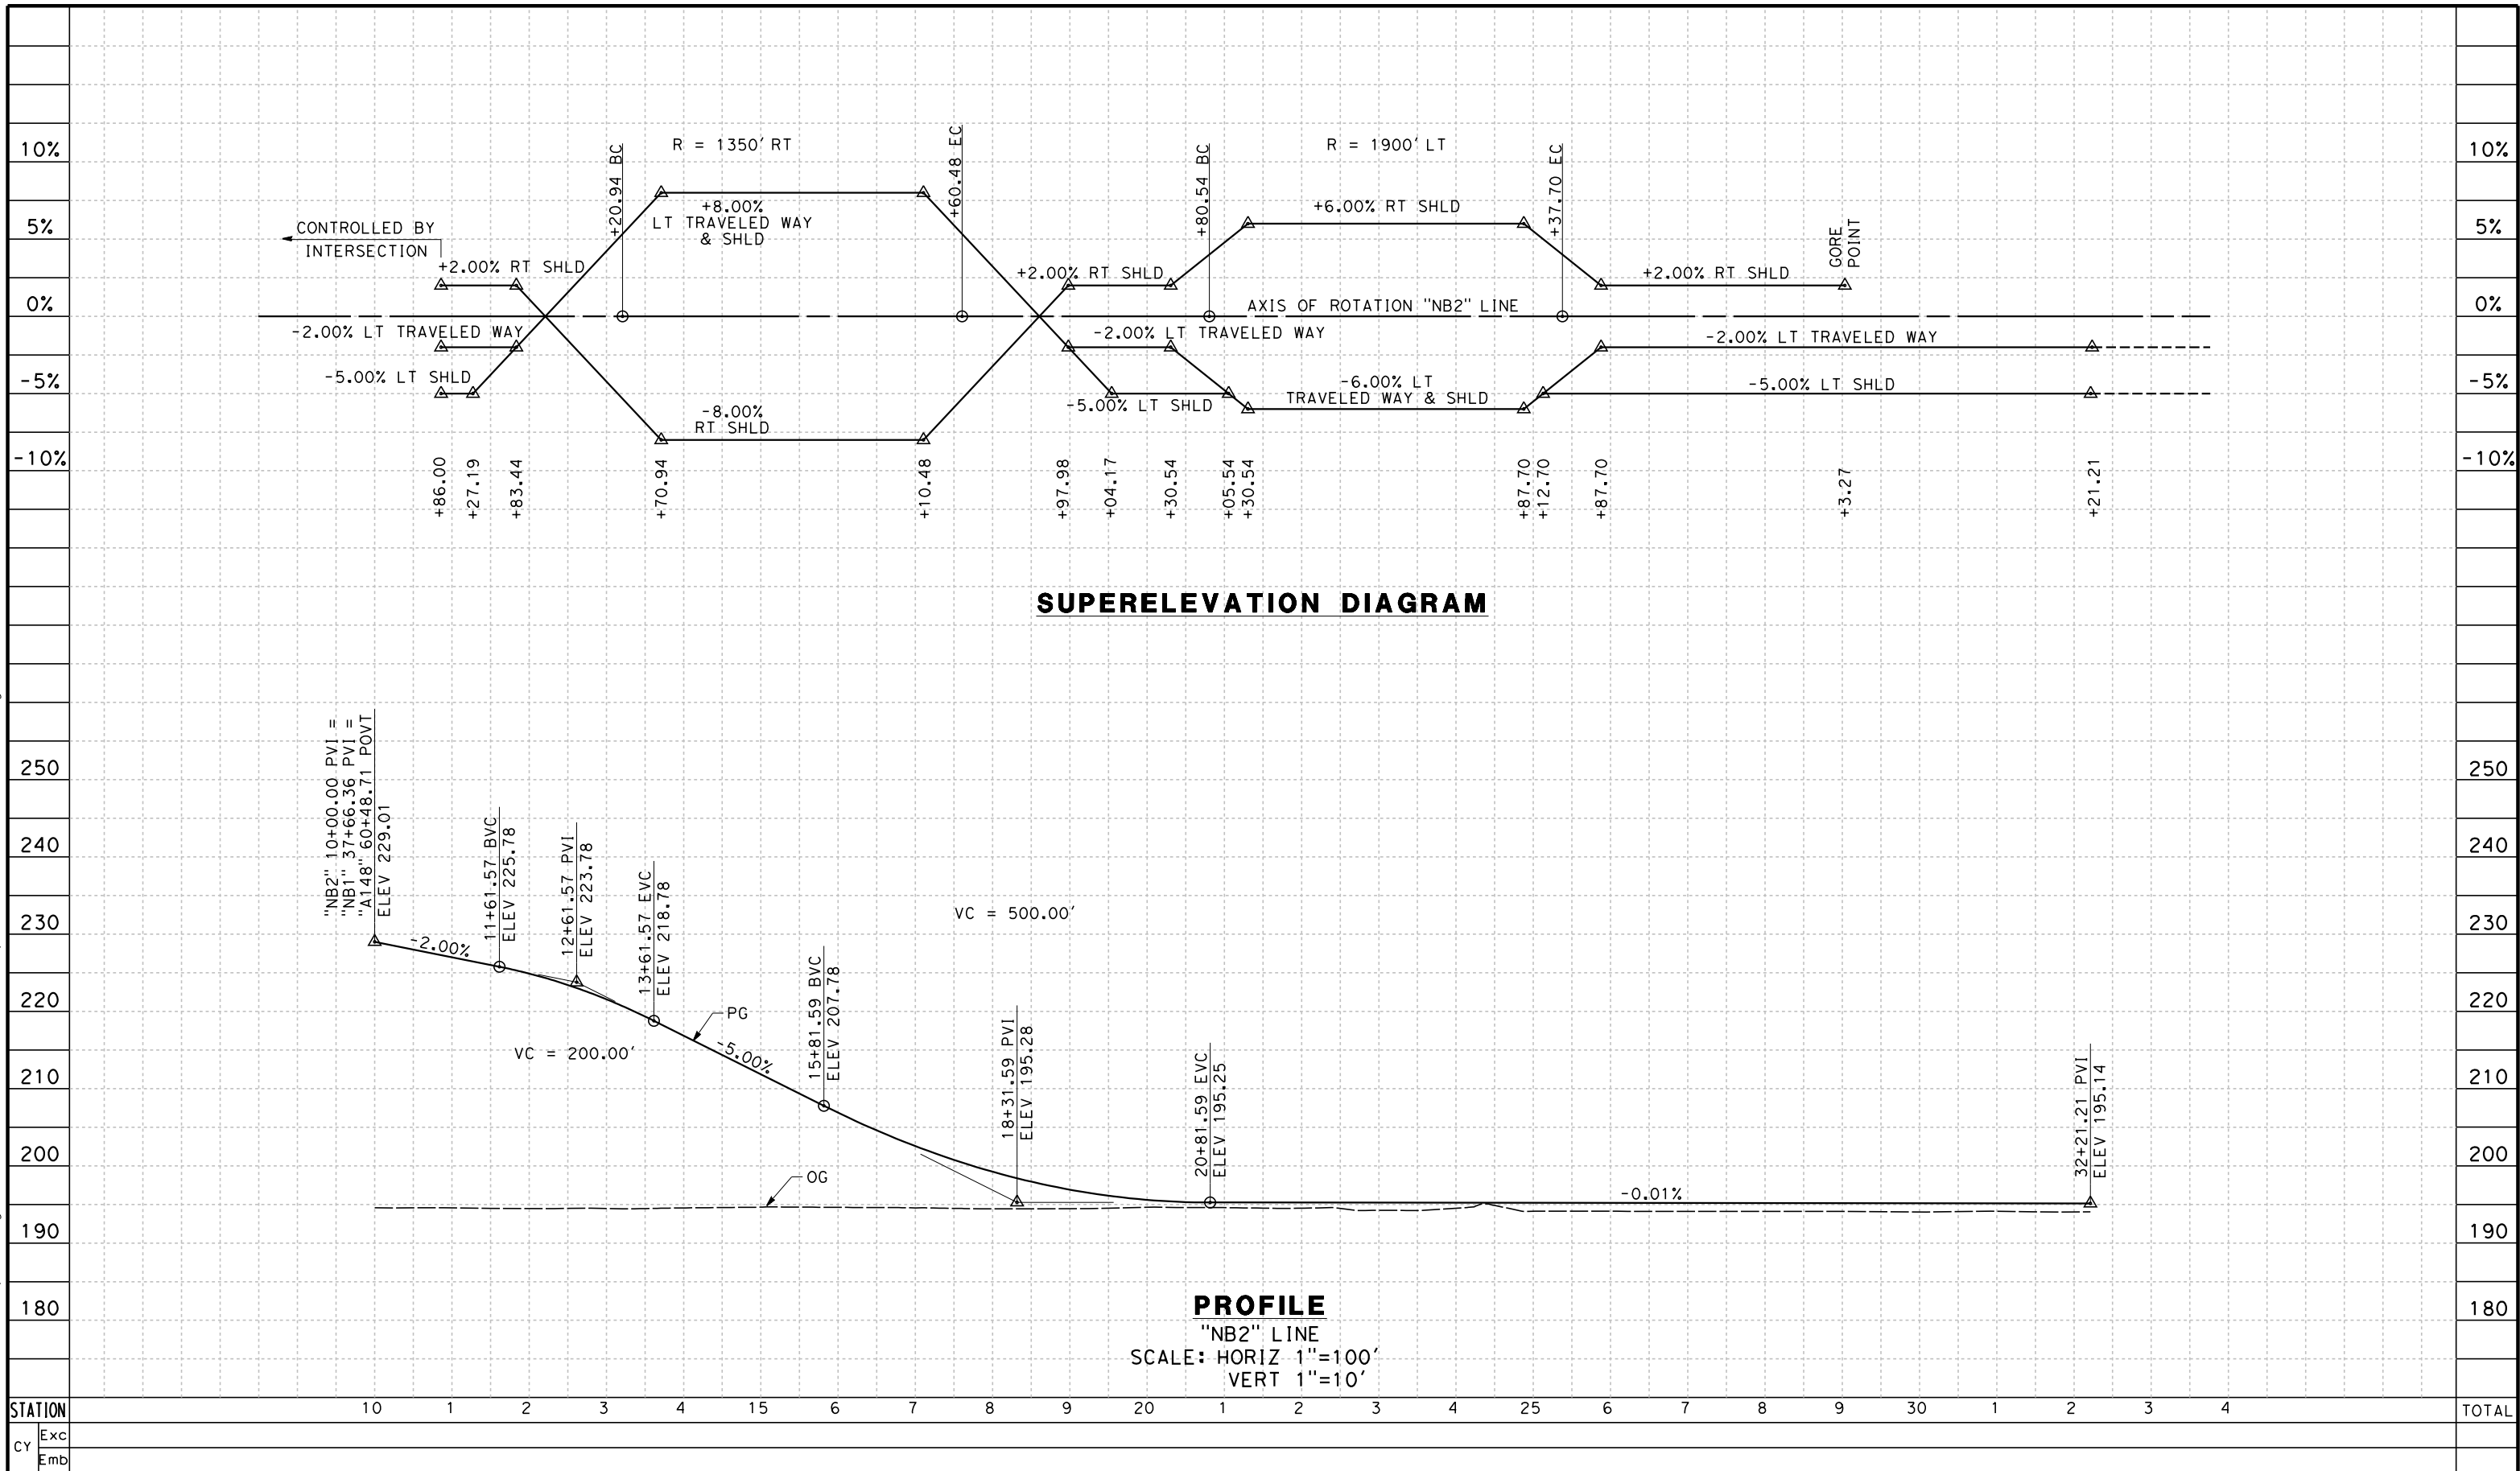 +20.94 BC
R = 1350' RT
+60.48 EC
+80.54 BC
R = 1900' LT
+37.70 EC
10%
10%
5%
5%
0%
0%
-5%
-5%
-10%
-10%
CONTROLLED BY
INTERSECTION
+8.00%
LT TRAVELED WAY
& SHLD
+6.00% RT SHLD
GORE
POINT
+2.00% RT SHLD
+2.00% RT SHLD
+2.00% RT SHLD
AXIS OF ROTATION "NB2" LINE
-2.00% LT TRAVELED WAY
-2.00% LT TRAVELED WAY
-2.00% LT TRAVELED WAY
-5.00% LT SHLD
-8.00%
RT SHLD
-5.00% LT SHLD
-6.00% LT
TRAVELED WAY & SHLD
-5.00% LT SHLD
+86.00
+27.19
+83.44
+70.94
+10.48
+97.98
+04.17
+30.54
+05.54
+30.54
+87.70
+12.70
+87.70
+3.27
+21.21
SUPERELEVATION DIAGRAM
250
250
240
240
230
230
220
220
210
210
200
200
190
190
180
180
"NB2" 10+00.00 PVI =
"NB1" 37+66.36 PVI =
"A148" 60+48.71 POVT
ELEV 229.01
-2.00%
11+61.57 BVC
ELEV 225.78
12+61.57 PVI
ELEV 223.78
13+61.57 EVC
ELEV 218.78
VC = 200.00'
PG
-5.00%
15+81.59 BVC
ELEV 207.78
VC = 500.00'
18+31.59 PVI
ELEV 195.28
20+81.59 EVC
ELEV 195.25
OG
-0.01%
32+21.21 PVI
ELEV 195.14
PROFILE
"NB2" LINE
SCALE: HORIZ 1"=100'
VERT 1"=10'
STATION 10 1 2 3 4 15 6 7 8 9 20 1 2 3 4 25 6 7 8 9 30 1 2 3 4 TOTAL
CY
Exc
Emb